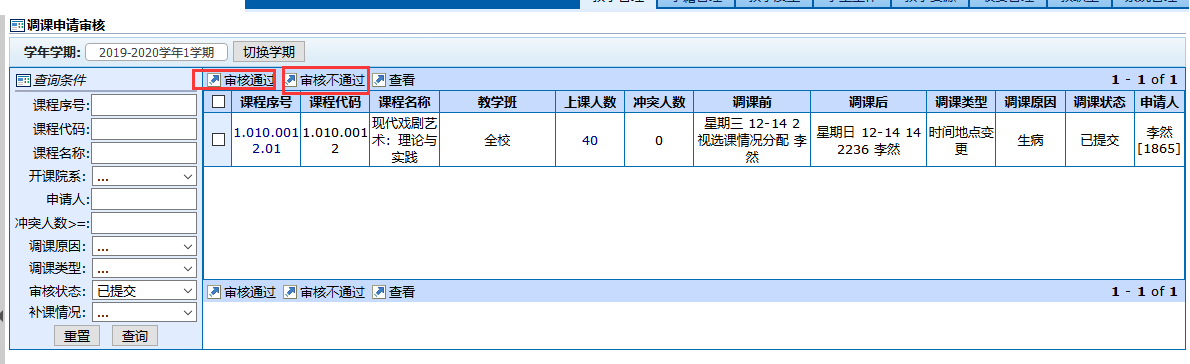 调课申请审核
学年学期: 2019-2020学年1学期 切换学期
查询条件
课程序号:
课程代码:
课程名称:
开课院系: ...
申请人:
冲突人数>=:
调课原因: ...
调课类型: ...
审核状态: 已提交
补课情况: ...
重置 查询
审核通过 审核不通过 查看 1 - 1 of 1
课程序号 课程代码 课程名称 教学班 上课人数 冲突人数 调课前 调课后 调课类型 调课原因 调课状态 申请人
1.010.001
2.01
1.010.001
2
现代戏剧艺
术：理论与
实践
全校
40
0
星期三 12-14 2
视选课情况分配 李
然
星期日 12-14 14
2236 李然
时间地点变
更
生病
已提交
李然
[1865]
审核通过 审核不通过 查看 1 - 1 of 1